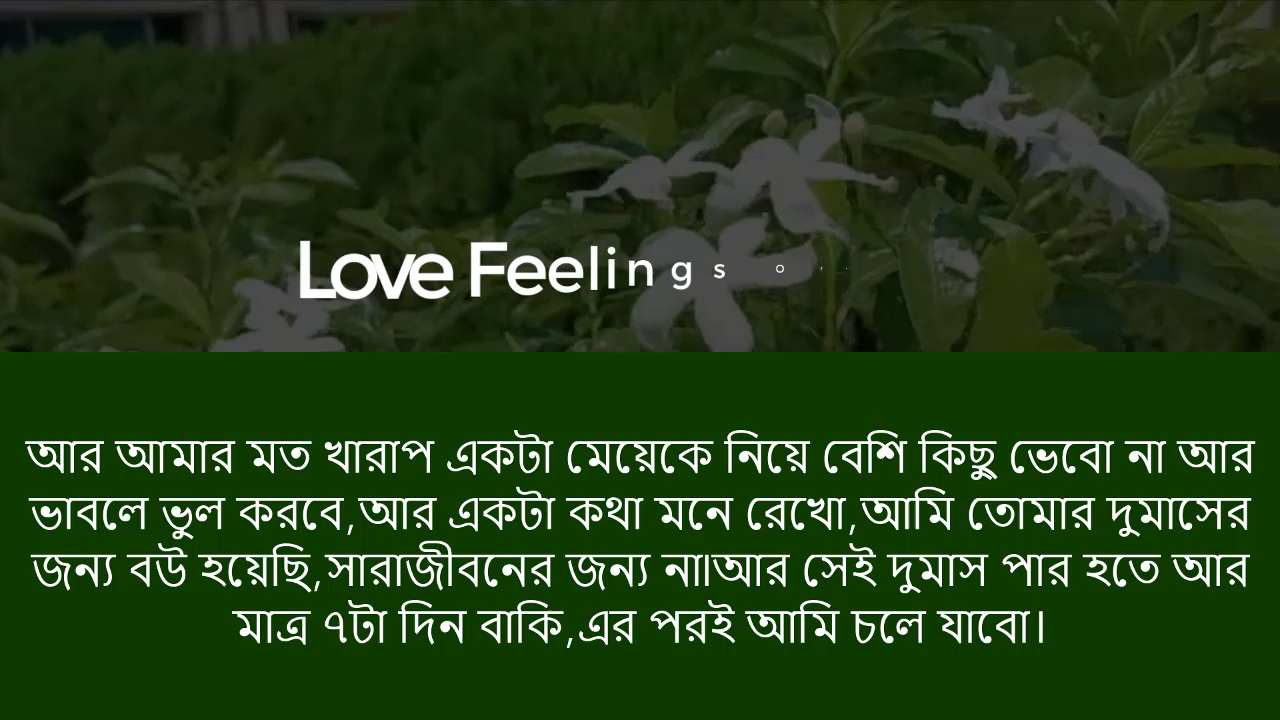 Love Feelings o
আর আমার মত খারাপ একটা মেয়েকে নিয়ে বেশি কিছু ভেবো না আর
ভাবলে ভুল করবে,আর একটা কথা মনে রেখো,আমি তোমার দুমাসের
জন্য বউ হয়েছি,সারাজীবনের জন্য না৷আর সেই দুমাস পার হতে আর
মাত্র ৭টা দিন বাকি,এর পরই আমি চলে যাবো।